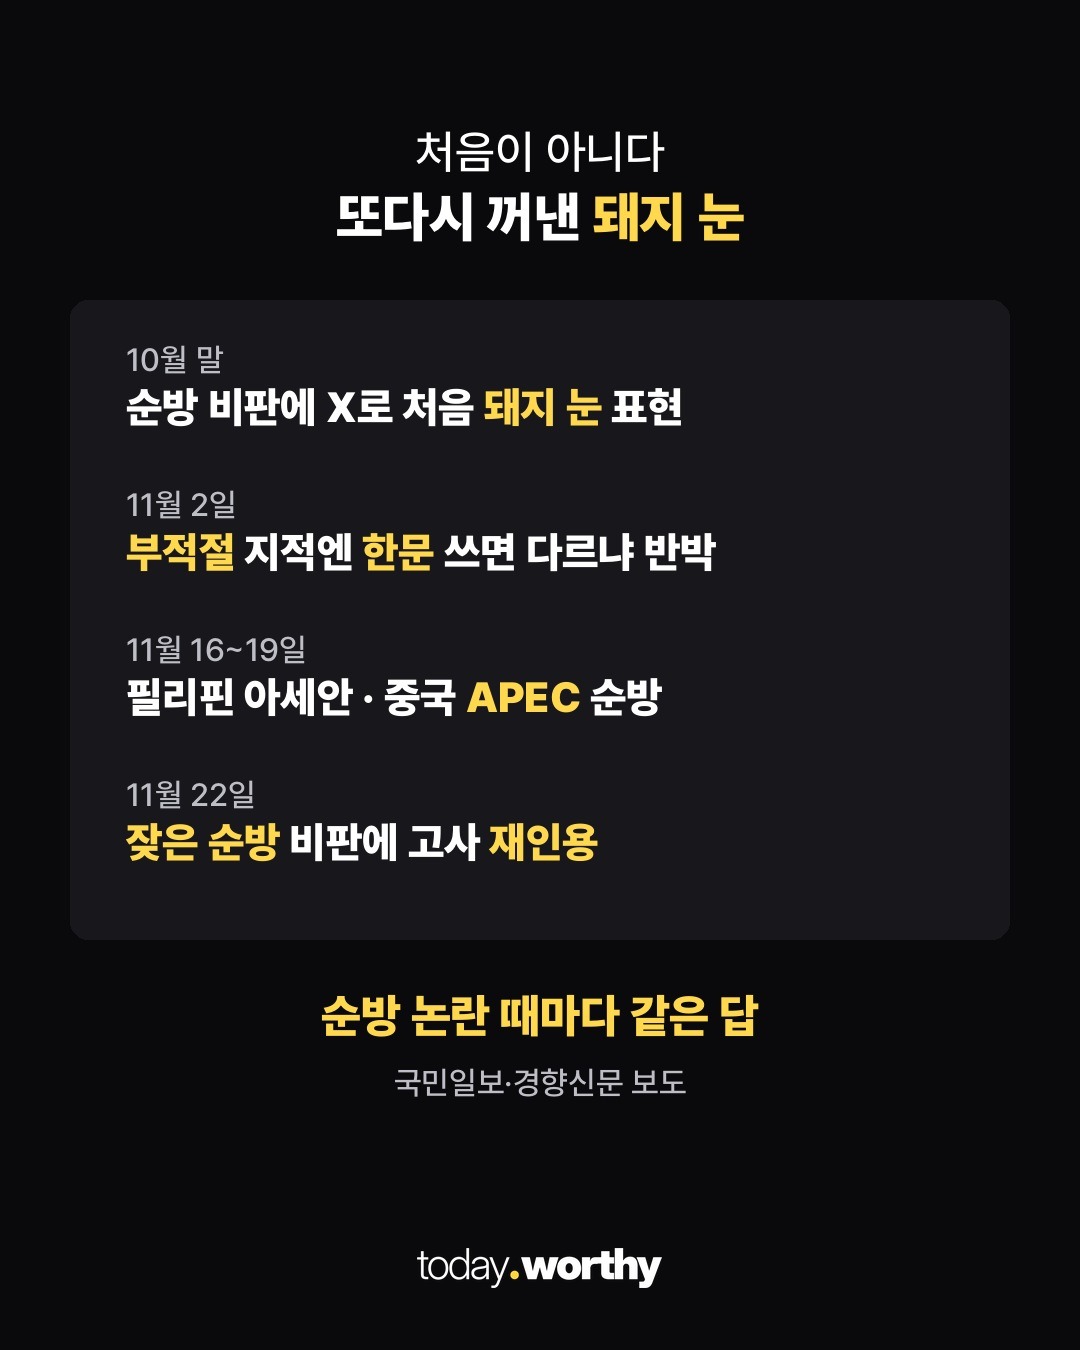 처음이 아니다
또다시 꺼낸 돼지 눈
10월 말
순방 비판에 X로 처음 돼지 눈 표현
11월 2일
부적절 지적엔 한문 쓰면 다르냐 반박
11월 16~19일
필리핀 아세안 · 중국 APEC 순방
11월 22일
잦은 순방 비판에 고사 재인용
순방 논란 때마다 같은 답
국민일보·경향신문 보도
today.worthy